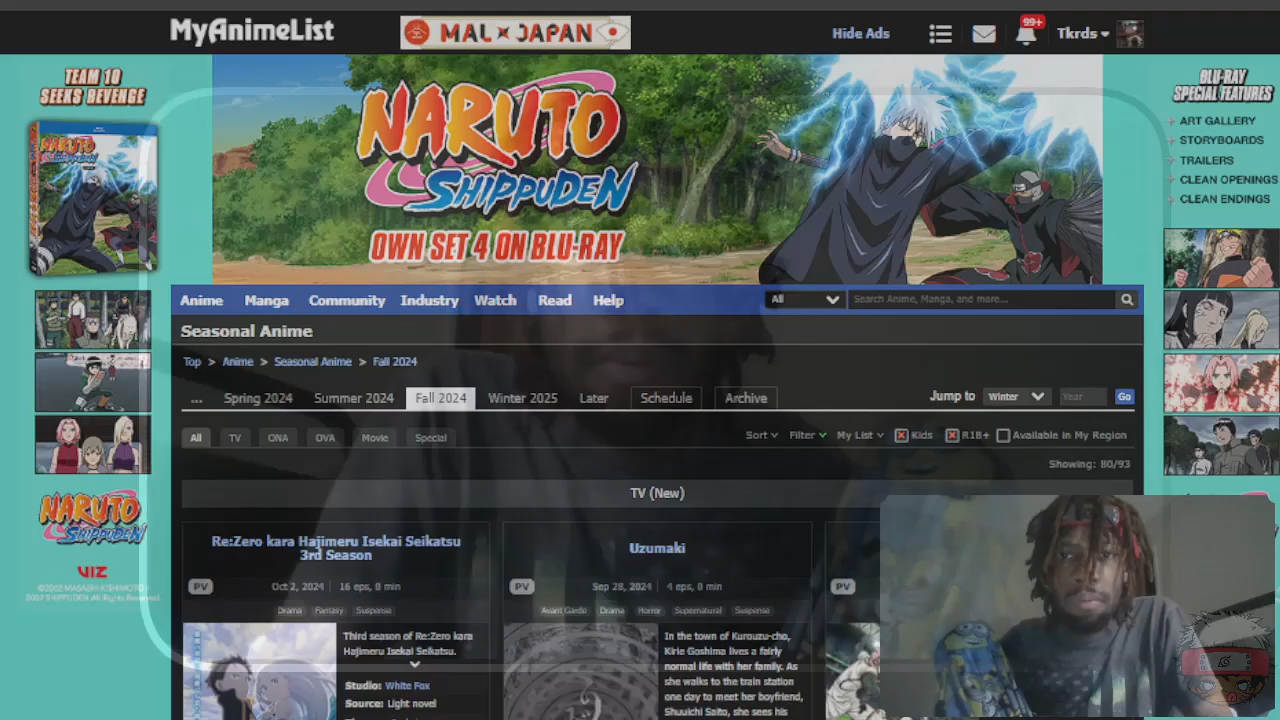 MyAnimeList
MAL × JAPAN
Hide Ads
99+
Tkrds
TEAM 10
SEEKS REVENGE
NARUTO
SHIPPUDEN
OWN SET 4 ON BLU-RAY
BLU-RAY
SPECIAL FEATURES
ART GALLERY
STORYBOARDS
TRAILERS
CLEAN OPENINGS
CLEAN ENDINGS
Anime Manga Community Industry Watch Read Help
All
Search Anime, Manga, and more...
Seasonal Anime
Top > Anime > Seasonal Anime > Fall 2024
... Spring 2024 Summer 2024 Fall 2024 Winter 2025 Later Schedule Archive
Jump to Winter Year Go
All TV ONA OVA Movie Special
Sort Filter My List Kids R18+ Available in My Region
Showing: 80/93
TV (New)
Re:Zero kara Hajimeru Isekai Seikatsu
3rd Season
PV Oct 2, 2024 16 eps, 0 min
Drama Fantasy Suspense
Third season of Re:Zero kara
Hajimeru Isekai Seikatsu.
Studio: White Fox
Source: Light novel
Uzumaki
PV Sep 28, 2024 4 eps, 0 min
Avant Garde Drama Horror Supernatural Suspense
In the town of Kurouzu-cho,
Kirie Goshima lives a fairly
normal life with her family. As
she walks to the train station
one day to meet her boyfriend,
Shuuichi Saito, she sees his
PV
NARUTO
SHIPPUDEN
VIZ
©2002 MASASHI KISHIMOTO /
2007 SHIPPUDEN All Rights Reserved.